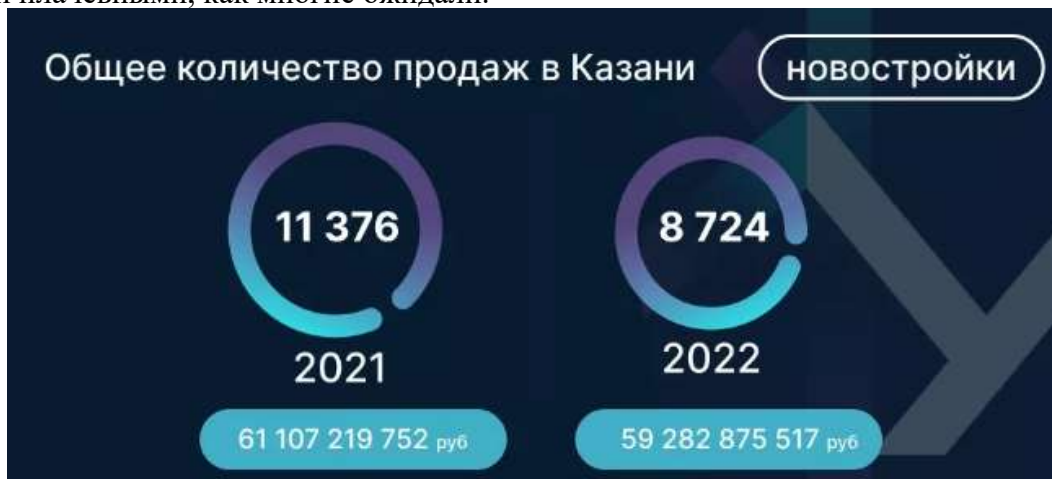 Общее количество продаж в Казани новостройки
11 376 8 724
2021 2022
61 107 219 752 руб 59 282 875 517 руб